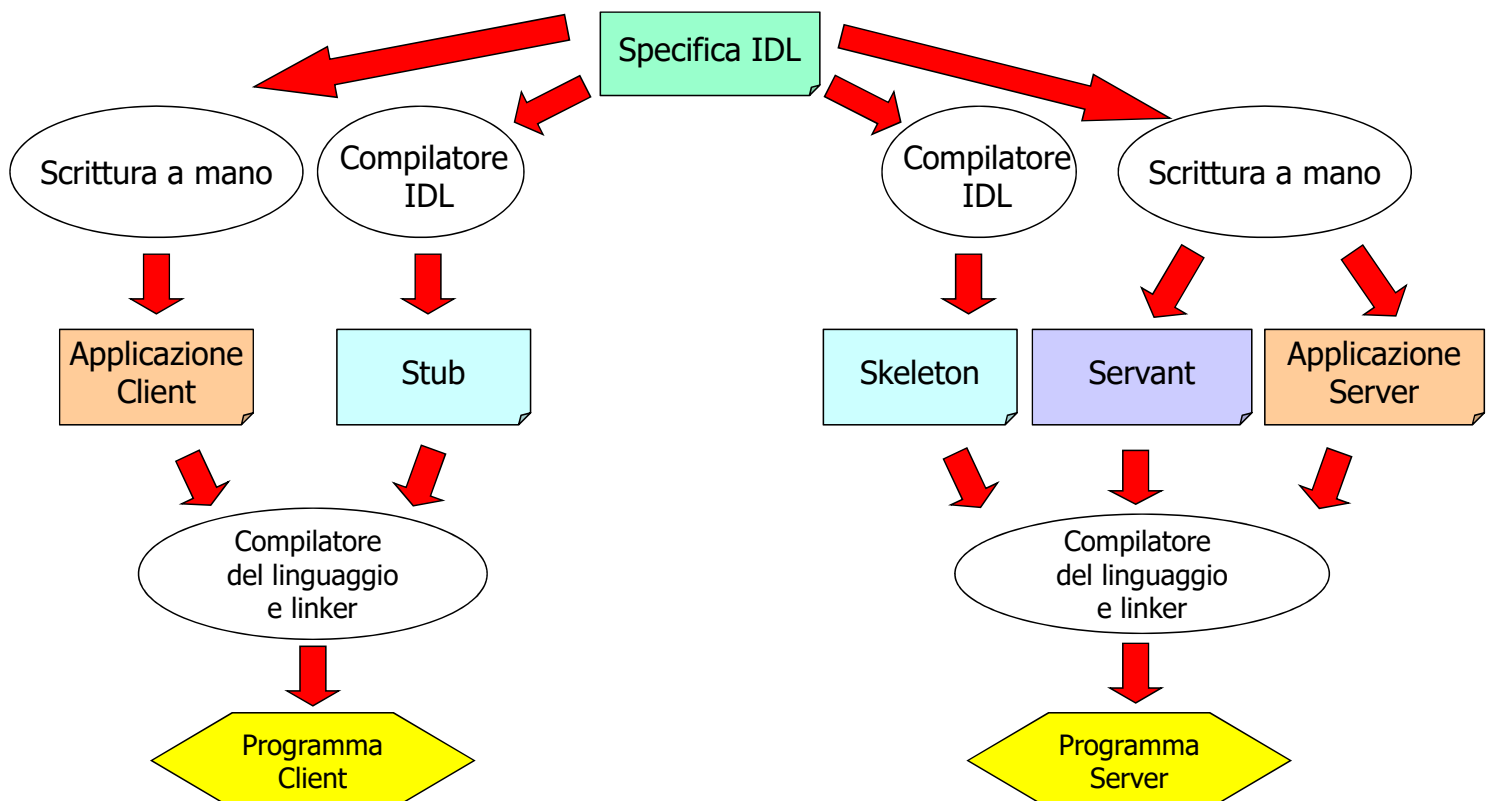 Specifica IDL
Scrittura a mano
Compilatore
IDL
Compilatore
IDL
Scrittura a mano
Applicazione
Client
Stub
Skeleton
Servant
Applicazione
Server
Compilatore
del linguaggio
e linker
Compilatore
del linguaggio
e linker
Programma
Client
Programma
Server